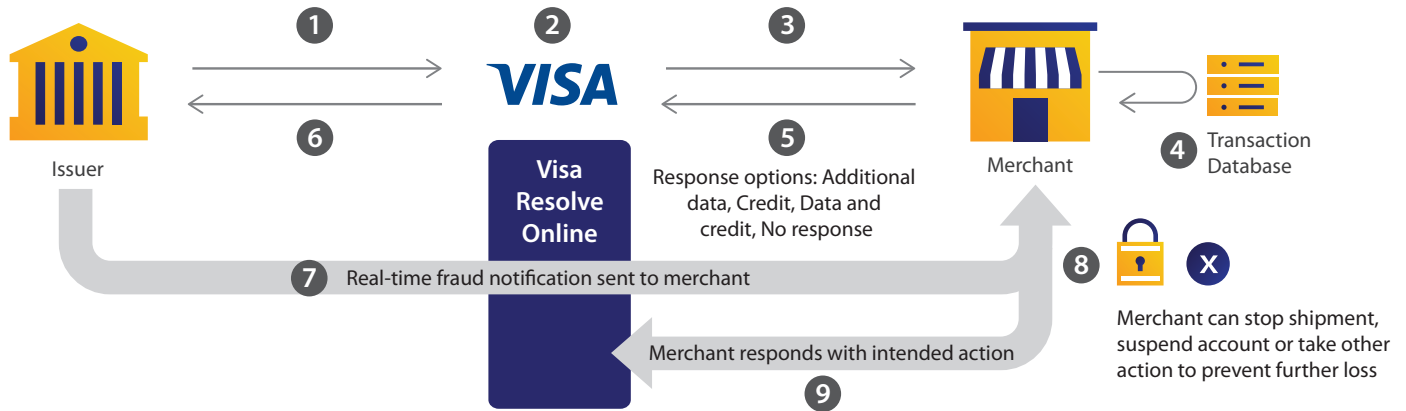 1
2
3
VISA
Issuer
6
5
Merchant
4
Transaction
Database
Visa
Resolve
Online
Response options: Additional
data, Credit, Data and
credit, No response
7
Real-time fraud notification sent to merchant
8
X
Merchant can stop shipment,
suspend account or take other
action to prevent further loss
Merchant responds with intended action
9